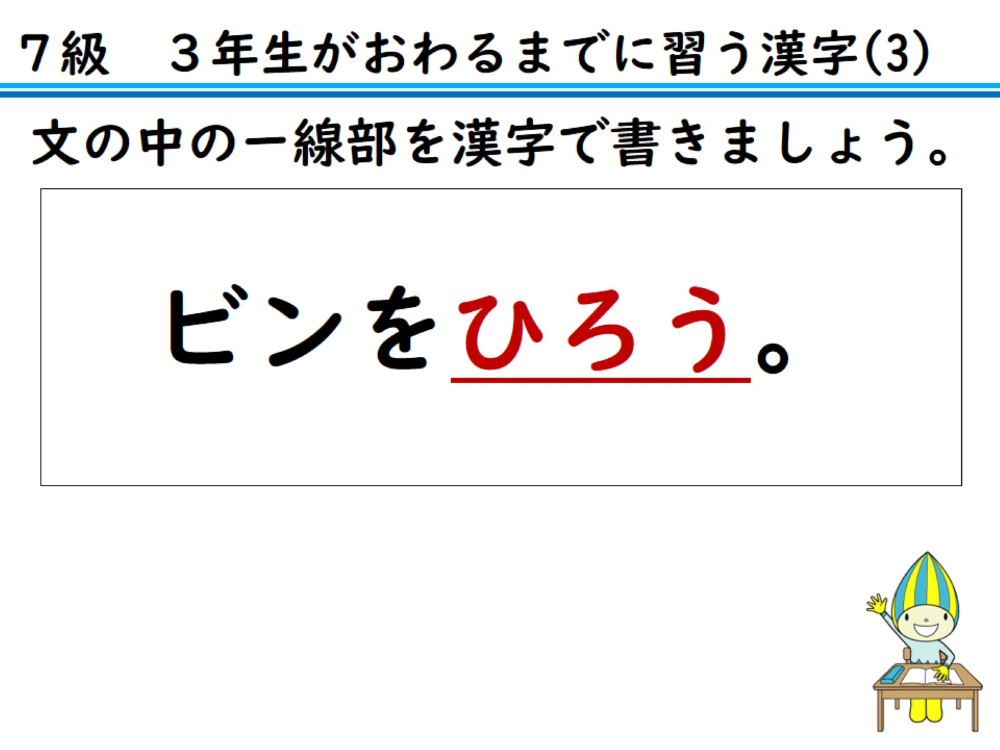 ７級　３年生がおわるまでに習う漢字(3)
文の中の一線部を漢字で書きましょう。
ビンをひろう。